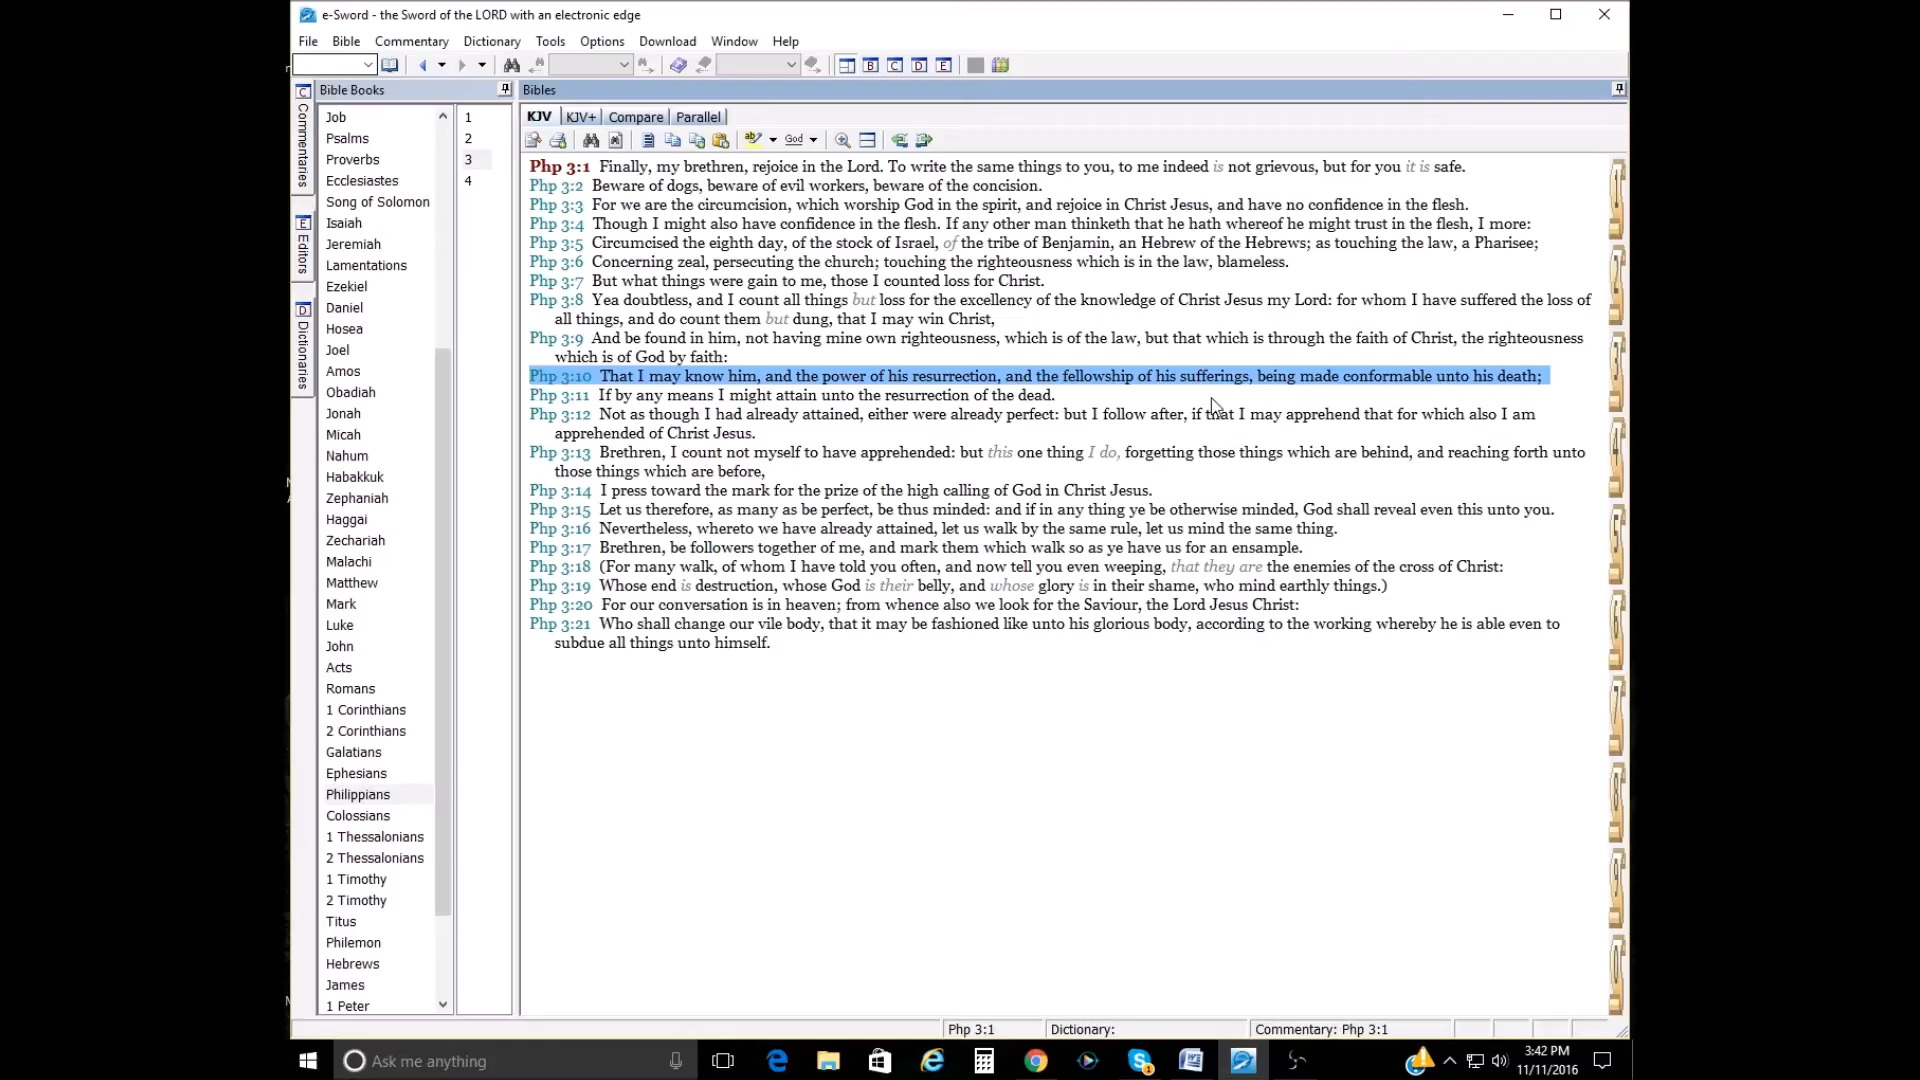 e-Sword - the Sword of the LORD with an electronic edge
File Bible Commentary Dictionary Tools Options Download Window Help
B C D E
C Commentaries
E Editors
D Dictionaries
Bible Books
Job
Psalms
Proverbs
Ecclesiastes
Song of Solomon
Isaiah
Jeremiah
Lamentations
Ezekiel
Daniel
Hosea
Joel
Amos
Obadiah
Jonah
Micah
Nahum
Habakkuk
Zephaniah
Haggai
Zechariah
Malachi
Matthew
Mark
Luke
John
Acts
Romans
1 Corinthians
2 Corinthians
Galatians
Ephesians
Philippians
Colossians
1 Thessalonians
2 Thessalonians
1 Timothy
2 Timothy
Titus
Philemon
Hebrews
James
1 Peter
1
2
3
4
Bibles
KJV KJV+ Compare Parallel
ab God
Php 3:1 Finally, my brethren, rejoice in the Lord. To write the same things to you, to me indeed is not grievous, but for you it is safe.
Php 3:2 Beware of dogs, beware of evil workers, beware of the concision.
Php 3:3 For we are the circumcision, which worship God in the spirit, and rejoice in Christ Jesus, and have no confidence in the flesh.
Php 3:4 Though I might also have confidence in the flesh. If any other man thinketh that he hath whereof he might trust in the flesh, I more:
Php 3:5 Circumcised the eighth day, of the stock of Israel, of the tribe of Benjamin, an Hebrew of the Hebrews; as touching the law, a Pharisee;
Php 3:6 Concerning zeal, persecuting the church; touching the righteousness which is in the law, blameless.
Php 3:7 But what things were gain to me, those I counted loss for Christ.
Php 3:8 Yea doubtless, and I count all things but loss for the excellency of the knowledge of Christ Jesus my Lord: for whom I have suffered the loss of
all things, and do count them but dung, that I may win Christ,
Php 3:9 And be found in him, not having mine own righteousness, which is of the law, but that which is through the faith of Christ, the righteousness
which is of God by faith:
Php 3:10 That I may know him, and the power of his resurrection, and the fellowship of his sufferings, being made conformable unto his death;
Php 3:11 If by any means I might attain unto the resurrection of the dead.
Php 3:12 Not as though I had already attained, either were already perfect: but I follow after, if that I may apprehend that for which also I am
apprehended of Christ Jesus.
Php 3:13 Brethren, I count not myself to have apprehended: but this one thing I do, forgetting those things which are behind, and reaching forth unto
those things which are before,
Php 3:14 I press toward the mark for the prize of the high calling of God in Christ Jesus.
Php 3:15 Let us therefore, as many as be perfect, be thus minded: and if in any thing ye be otherwise minded, God shall reveal even this unto you.
Php 3:16 Nevertheless, whereto we have already attained, let us walk by the same rule, let us mind the same thing.
Php 3:17 Brethren, be followers together of me, and mark them which walk so as ye have us for an ensample.
Php 3:18 (For many walk, of whom I have told you often, and now tell you even weeping, that they are the enemies of the cross of Christ:
Php 3:19 Whose end is destruction, whose God is their belly, and whose glory is in their shame, who mind earthly things.)
Php 3:20 For our conversation is in heaven; from whence also we look for the Saviour, the Lord Jesus Christ:
Php 3:21 Who shall change our vile body, that it may be fashioned like unto his glorious body, according to the working whereby he is able even to
subdue all things unto himself.
Php 3:1 Dictionary: Commentary: Php 3:1
Ask me anything
3:42 PM
11/11/2016